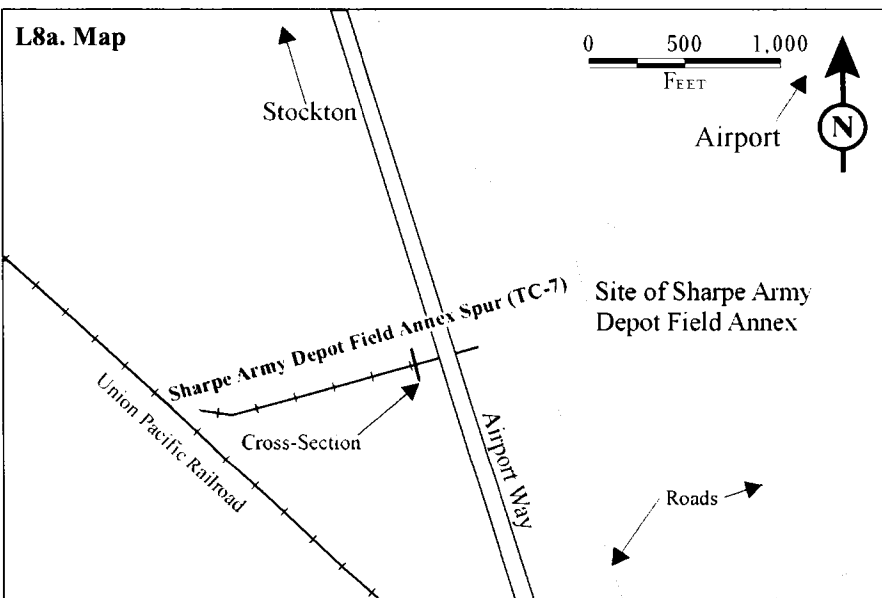 L8a. Map
0 500 1,000
FEET
Stockton
Airport
N
Sharpe Army Depot Field Annex Spur (TC-7)
Site of Sharpe Army
Depot Field Annex
Union Pacific Railroad
Cross-Section
Airport Way
Roads